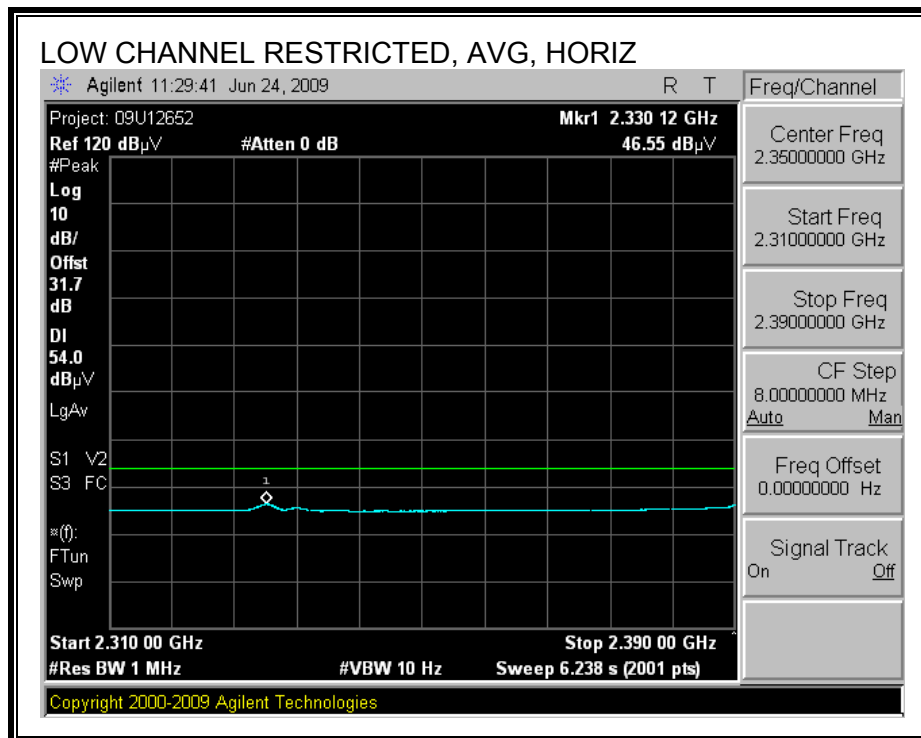 LOW CHANNEL RESTRICTED, AVG, HORIZ
Agilent 11:29:41 Jun 24, 2009 R T
Freq/Channel
Project: 09U12652 Mkr1 2.330 12 GHz
Ref 120 dBµV #Atten 0 dB 46.55 dBµV
#Peak
Log
10
dB/
Offst
31.7
dB
DI
54.0
dBµV
LgAv
S1 V2
S3 FC
¤(f):
FTun
Swp
1
Start 2.310 00 GHz Stop 2.390 00 GHz ^
#Res BW 1 MHz #VBW 10 Hz Sweep 6.238 s (2001 pts)
Center Freq
2.35000000 GHz
Start Freq
2.31000000 GHz
Stop Freq
2.39000000 GHz
CF Step
8.00000000 MHz
Auto Man
Freq Offset
0.00000000 Hz
Signal Track
On Off
Copyright 2000-2009 Agilent Technologies